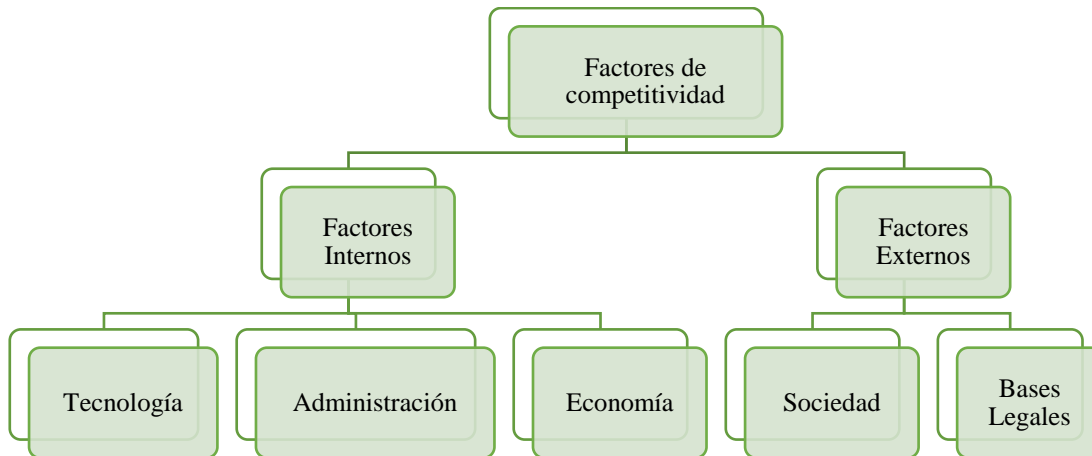 Factores de
competitividad
Factores
Internos
Factores
Externos
Tecnología
Administración
Economía
Sociedad
Bases
Legales